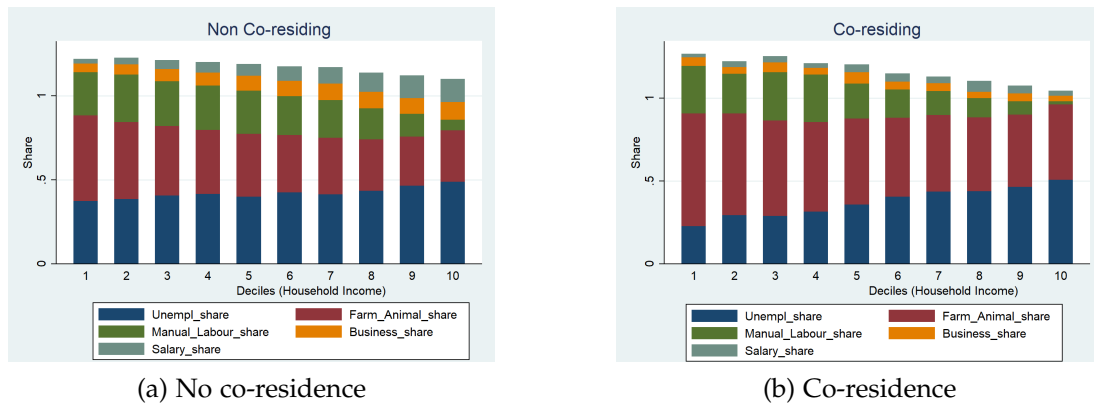 Non Co-residing
Share
1
.5
0
1 2 3 4 5 6 7 8 9 10
Deciles (Household Income)
Unempl_share Farm_Animal_share
Manual_Labour_share Business_share
Salary_share
(a) No co-residence
Co-residing
Share
1
.5
0
1 2 3 4 5 6 7 8 9 10
Deciles (Household Income)
Unempl_share Farm_Animal_share
Manual_Labour_share Business_share
Salary_share
(b) Co-residence